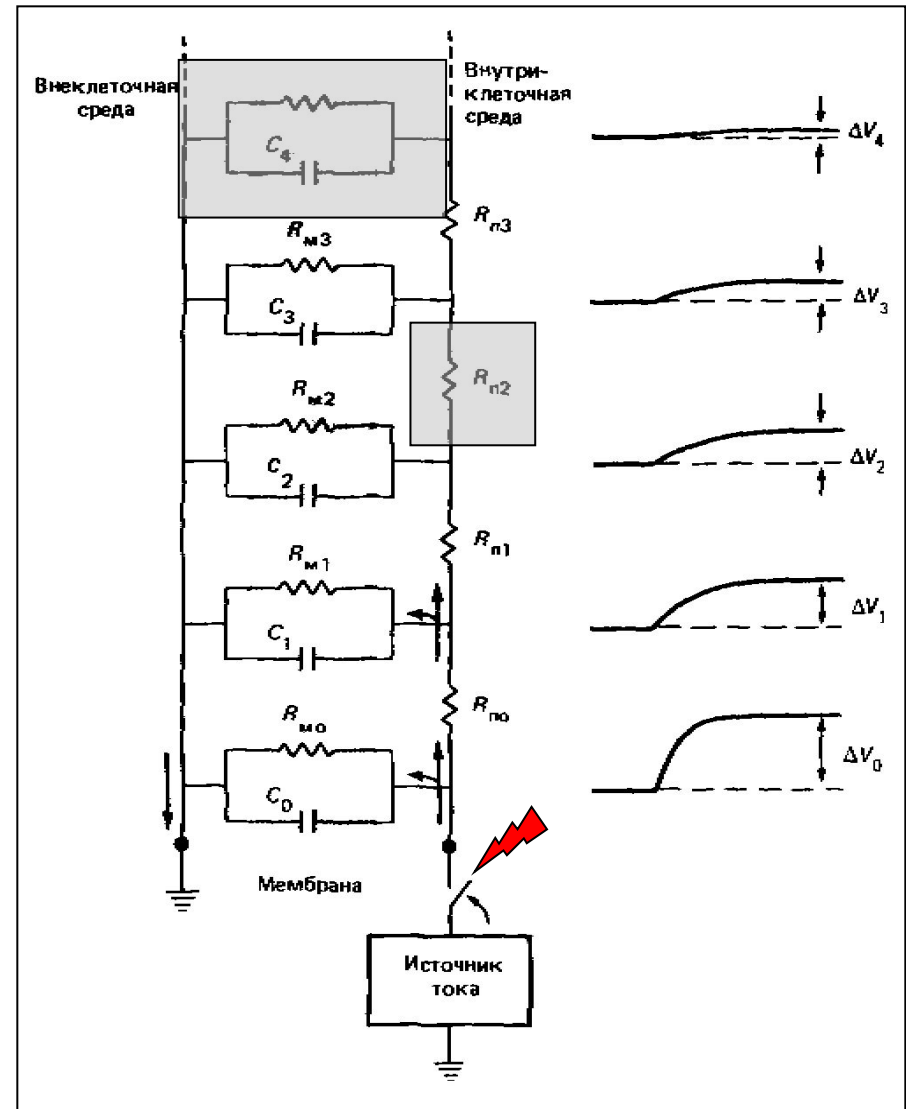 Внеклеточная
среда
Внутри-
клеточная
среда
C4
ΔV4
Rп3
Rм3
C3
ΔV3
Rп2
Rм2
C2
ΔV2
Rп1
Rм1
C1
ΔV1
Rпо
Rмо
C0
ΔV0
Мембрана
Источник
тока